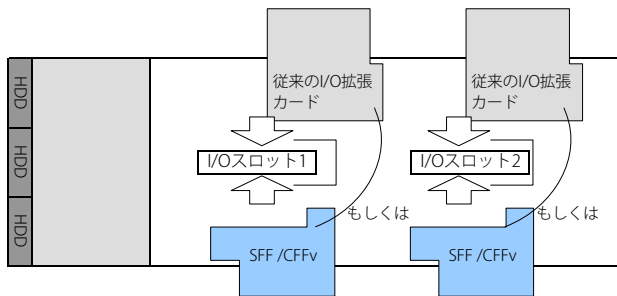 従来のI/O拡張
カード
従来のI/O拡張
カード
HDD
HDD
HDD
I/Oスロット1
I/Oスロット2
もしくは
もしくは
SFF /CFFv
SFF /CFFv